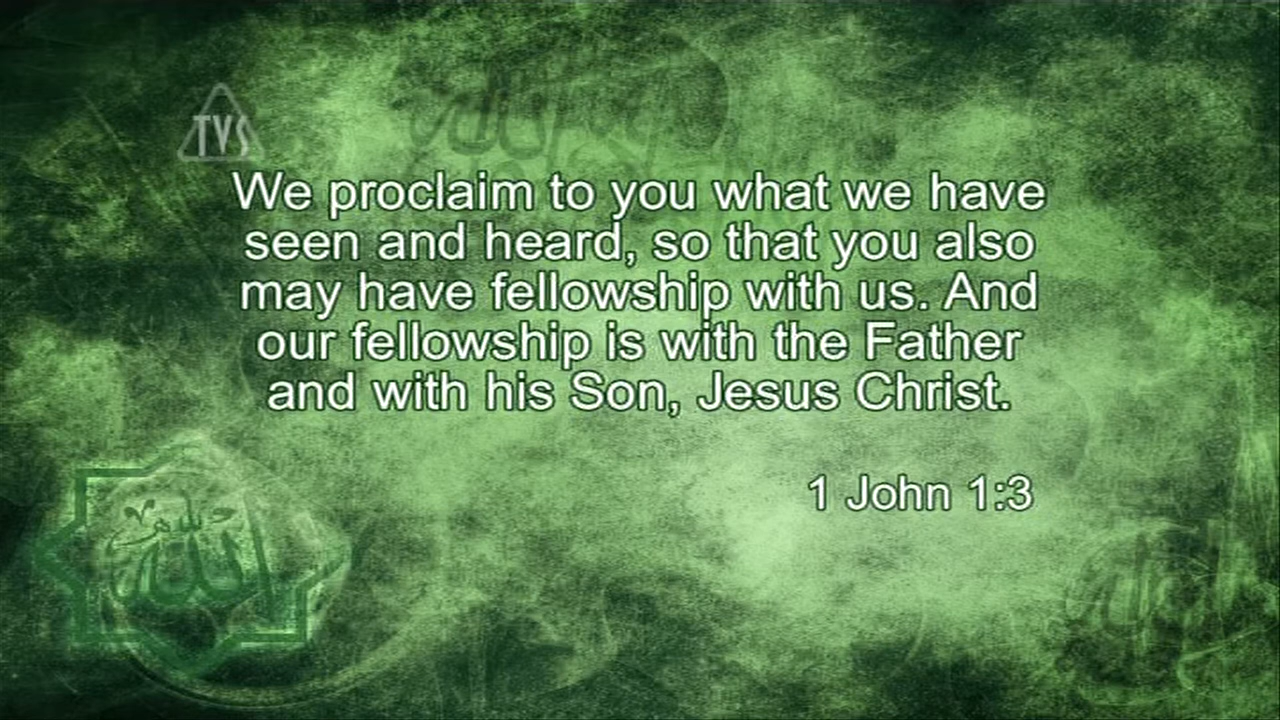 TVS
We proclaim to you what we have
seen and heard, so that you also
may have fellowship with us. And
our fellowship is with the Father
and with his Son, Jesus Christ.
1 John 1:3
الله